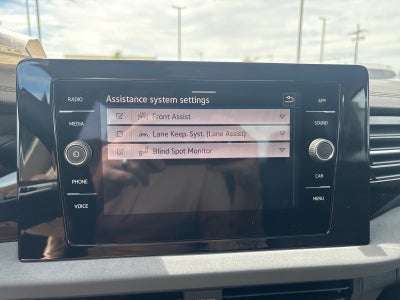 Assistance system settings
RADIO
APP
Front Assist
MEDIA
SOUND
Lane Keep. Syst. (Lane Assist)
Blind Spot Monitor
PHONE
CAR
VOICE
MENU